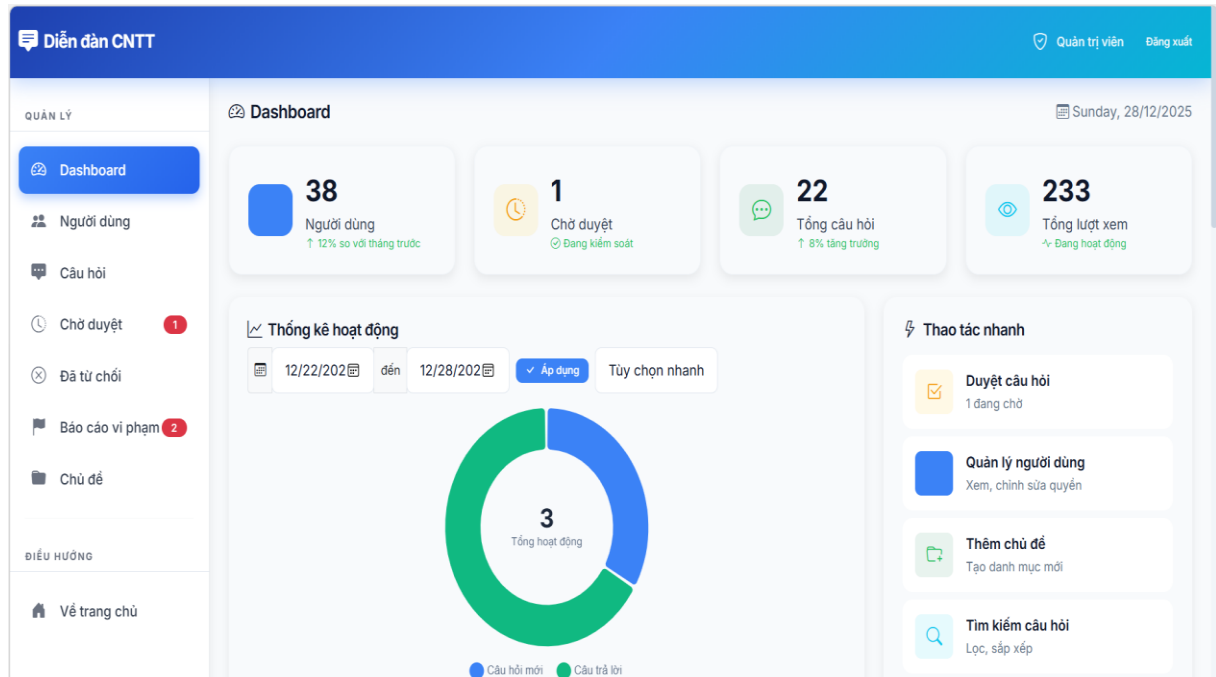 Diễn đàn CNTT
Quản trị viên
Đăng xuất
QUẢN LÝ
Dashboard
Người dùng
Câu hỏi
Chờ duyệt 1
Đã từ chối
Báo cáo vi phạm 2
Chủ đề
ĐIỀU HƯỚNG
Về trang chủ
Dashboard
Sunday, 28/12/2025
38
Người dùng
↑ 12% so với tháng trước
1
Chờ duyệt
Đang kiểm soát
22
Tổng câu hỏi
↑ 8% tăng trưởng
233
Tổng lượt xem
Đang hoạt động
Thống kê hoạt động
12/22/202 đến 12/28/202 Áp dụng Tùy chọn nhanh
3
Tổng hoạt động
Câu hỏi mới Câu trả lời
Thao tác nhanh
Duyệt câu hỏi
1 đang chờ
Quản lý người dùng
Xem, chỉnh sửa quyền
Thêm chủ đề
Tạo danh mục mới
Tìm kiếm câu hỏi
Lọc, sắp xếp